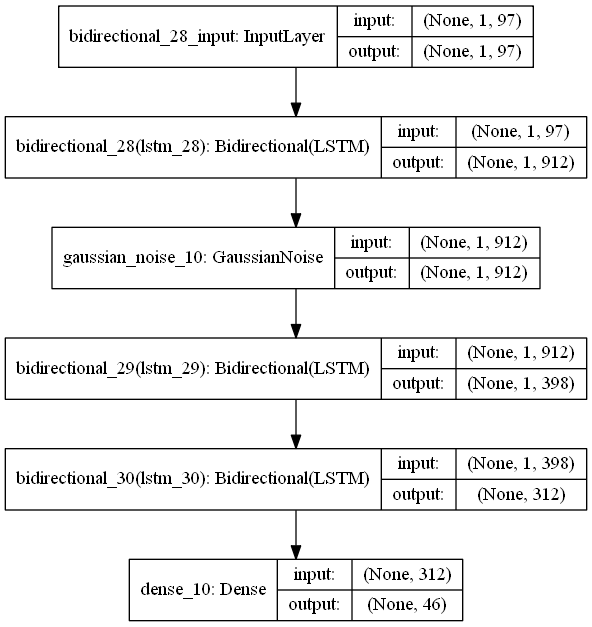 bidirectional_28_input: InputLayer
input: (None, 1, 97)
output: (None, 1, 97)
bidirectional_28(lstm_28): Bidirectional(LSTM)
input: (None, 1, 97)
output: (None, 1, 912)
gaussian_noise_10: GaussianNoise
input: (None, 1, 912)
output: (None, 1, 912)
bidirectional_29(lstm_29): Bidirectional(LSTM)
input: (None, 1, 912)
output: (None, 1, 398)
bidirectional_30(lstm_30): Bidirectional(LSTM)
input: (None, 1, 398)
output: (None, 312)
dense_10: Dense
input: (None, 312)
output: (None, 46)